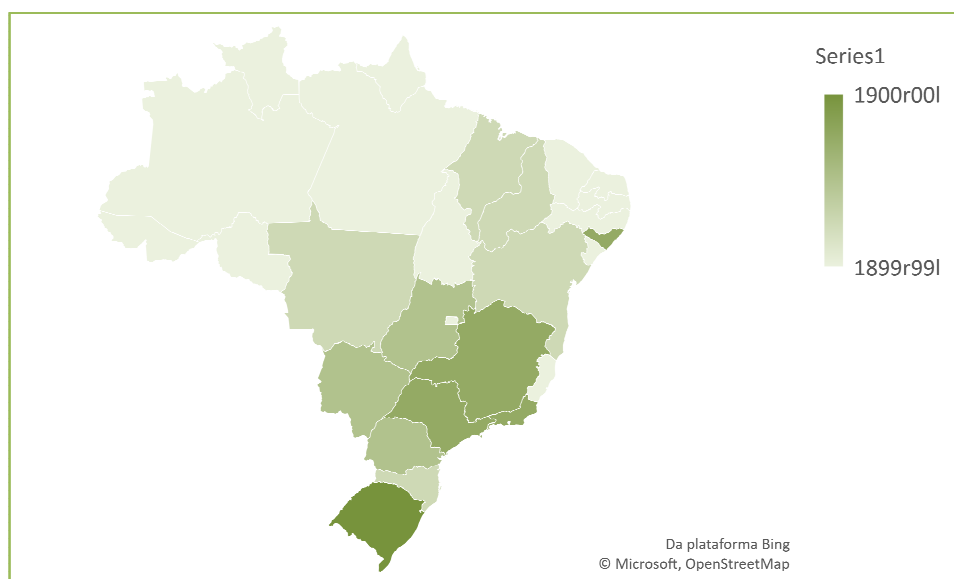 Series1
1900r00l
1899r99l
Da plataforma Bing
© Microsoft, OpenStreetMap